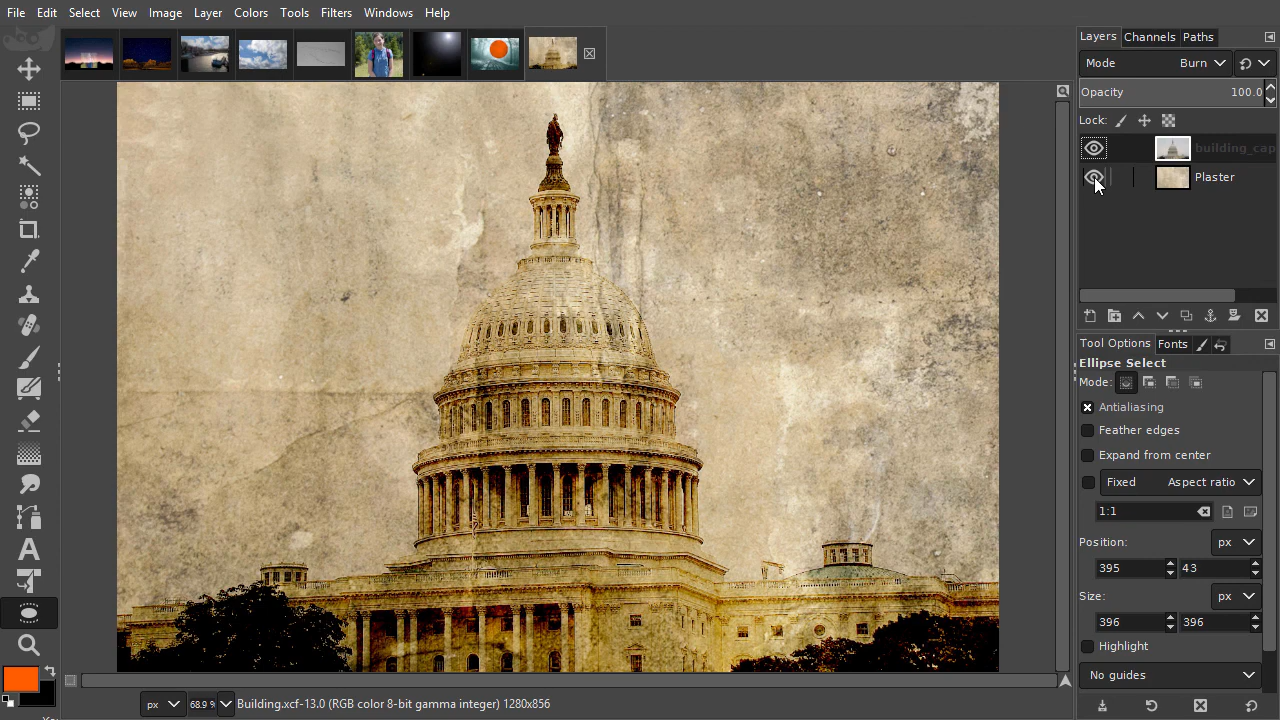 File Edit Select View Image Layer Colors Tools Filters Windows Help
Layers Channels Paths
Mode Burn
Opacity 100.0
Lock:
building_cap
Plaster
Tool Options Fonts
Ellipse Select
Mode:
Antialiasing
Feather edges
Expand from center
Fixed Aspect ratio
1:1
Position: px
395 43
Size: px
396 396
Highlight
No guides
px 68.9 % Building.xcf-13.0 (RGB color 8-bit gamma integer) 1280x856